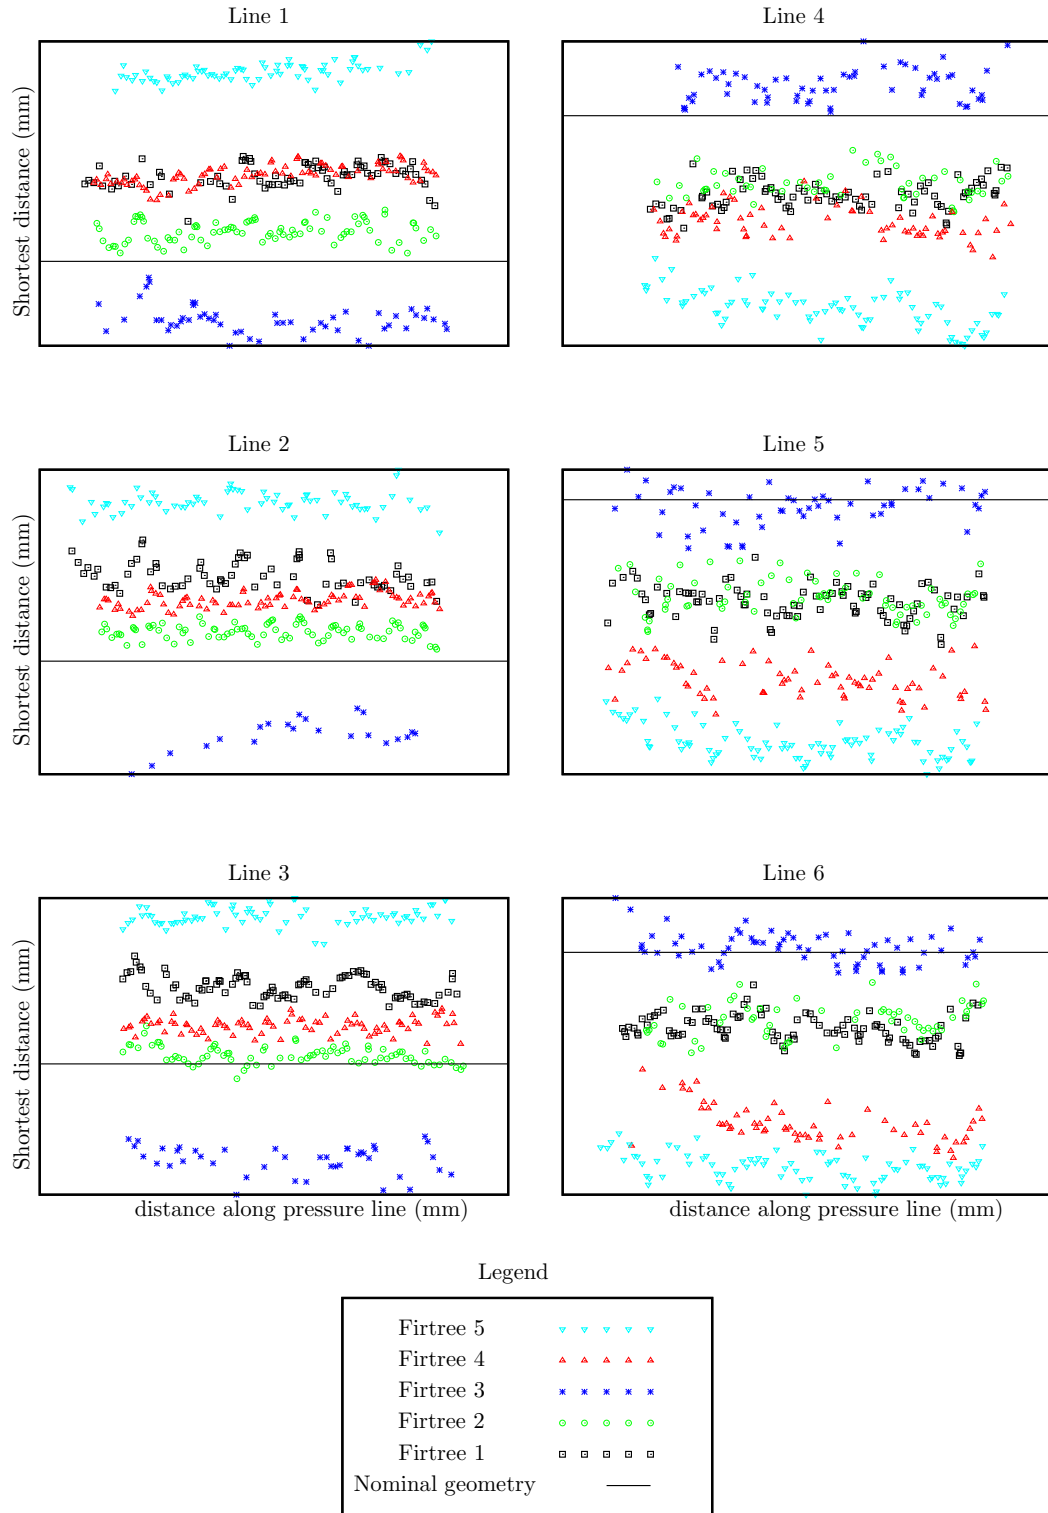 Line 1
Line 4
Shortest distance (mm)
Line 2
Line 5
Shortest distance (mm)
Line 3
Line 6
Shortest distance (mm)
distance along pressure line (mm)
distance along pressure line (mm)
Legend
Firtree 5
Firtree 4
Firtree 3
Firtree 2
Firtree 1
Nominal geometry